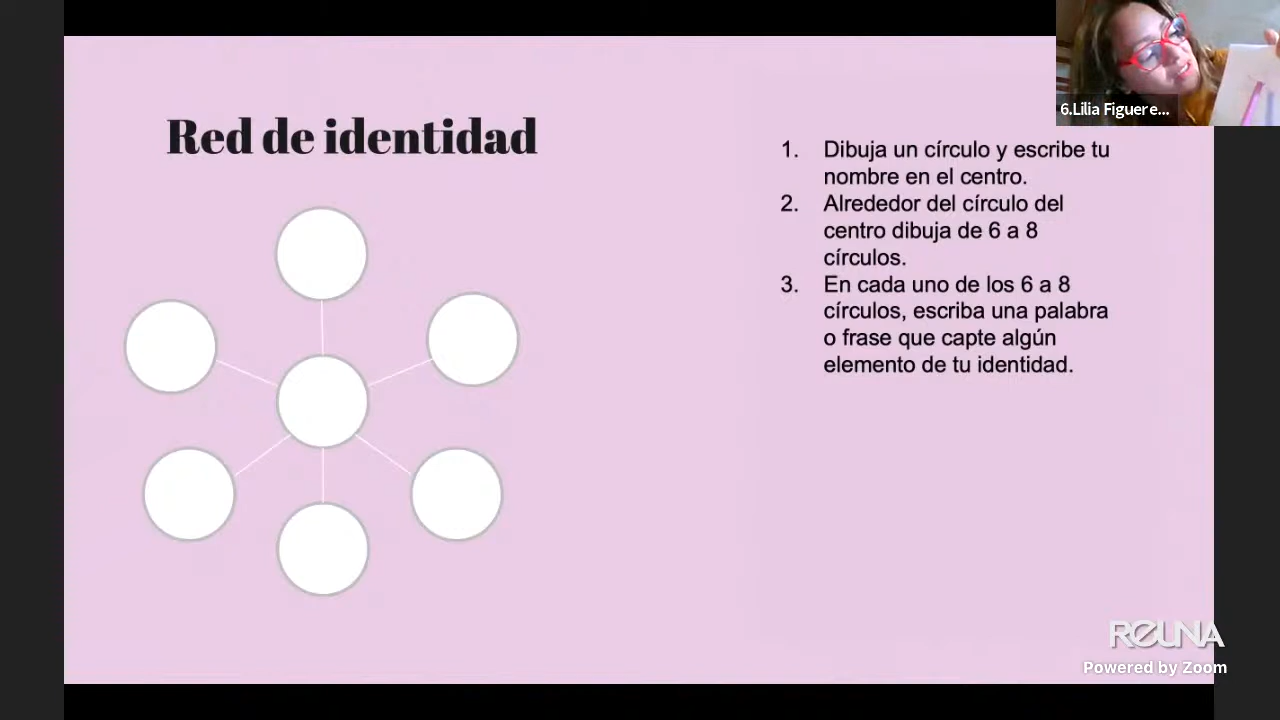 6.Lilia Figuere...
Red de identidad
1. Dibuja un círculo y escribe tu
nombre en el centro.
2. Alrededor del círculo del
centro dibuja de 6 a 8
círculos.
3. En cada uno de los 6 a 8
círculos, escriba una palabra
o frase que capte algún
elemento de tu identidad.
REUNA
Powered by Zoom